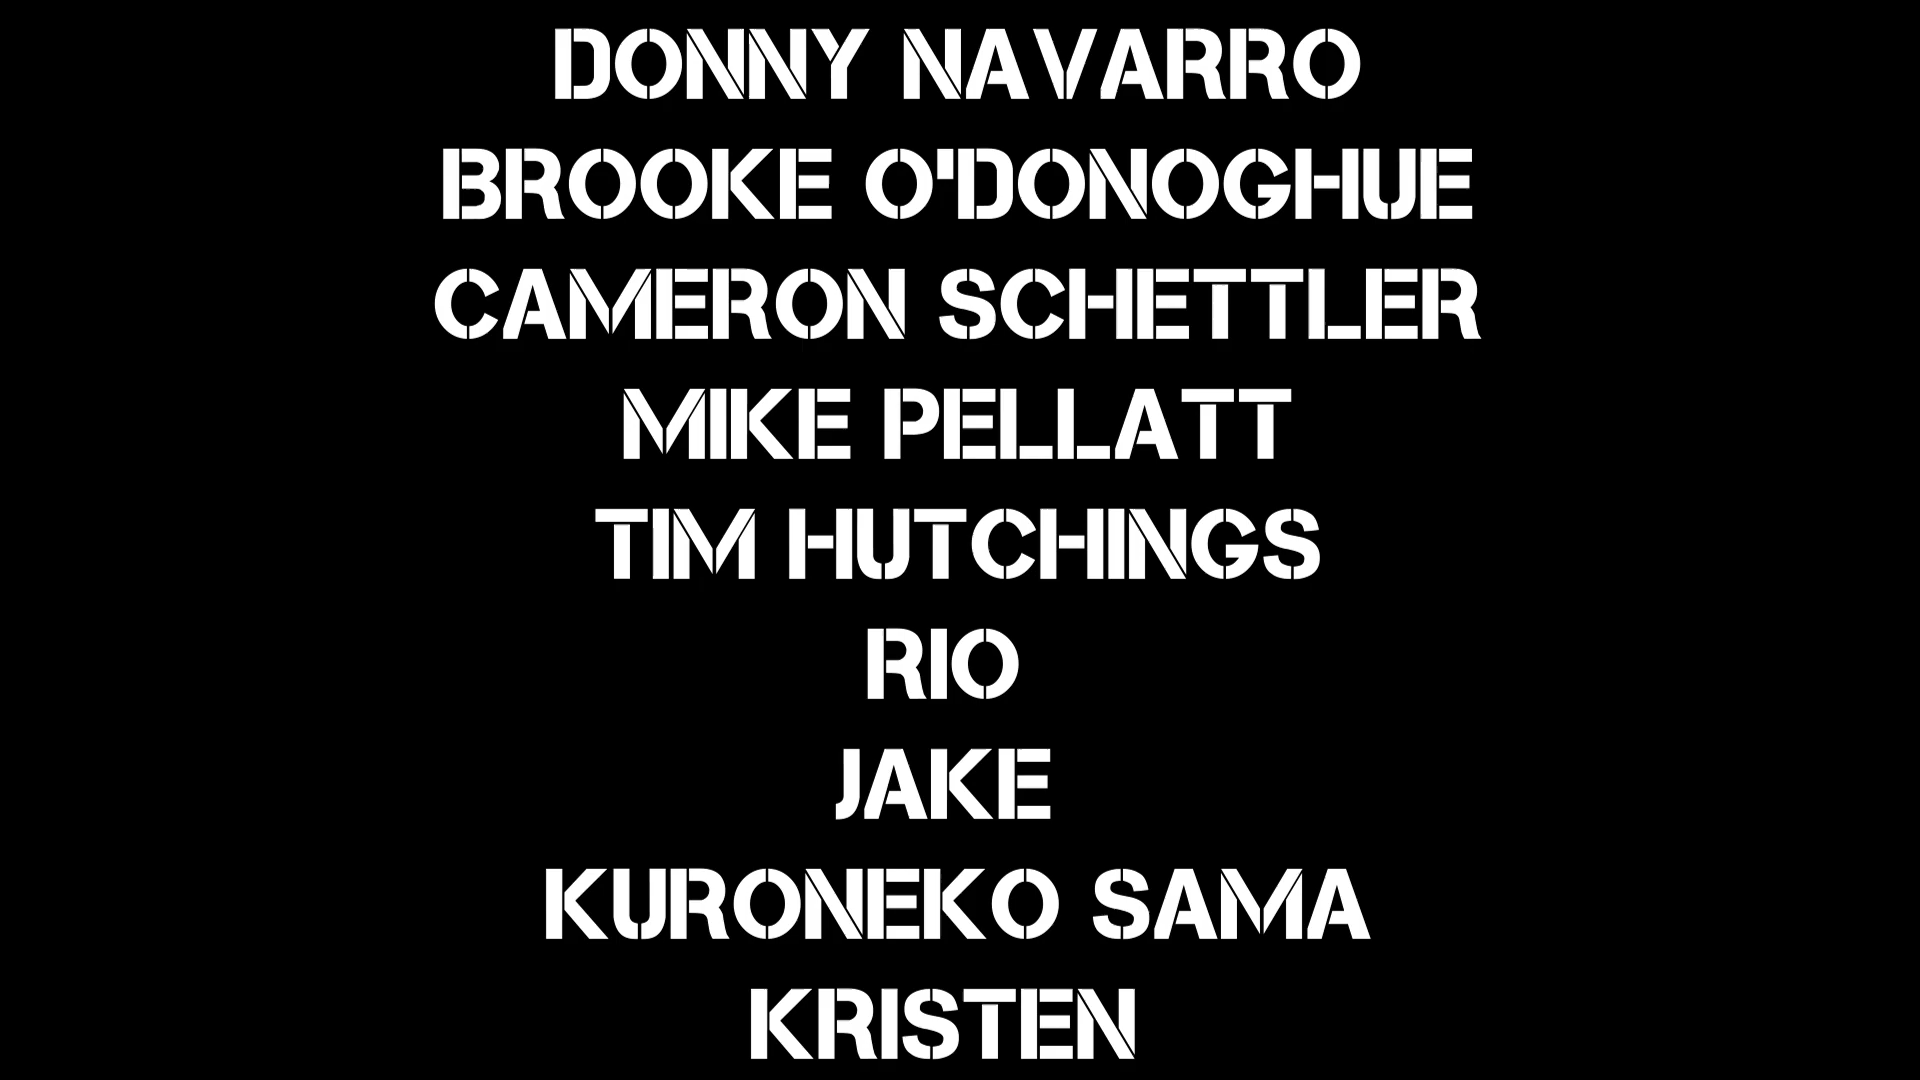 DONNY NAVARRO
BROOKE O'DONOGHUE
CAMERON SCHETTLER
MIKE PELLATT
TIM HUTCHINGS
RIO
JAKE
KURONEKO SAMA
KRISTEN